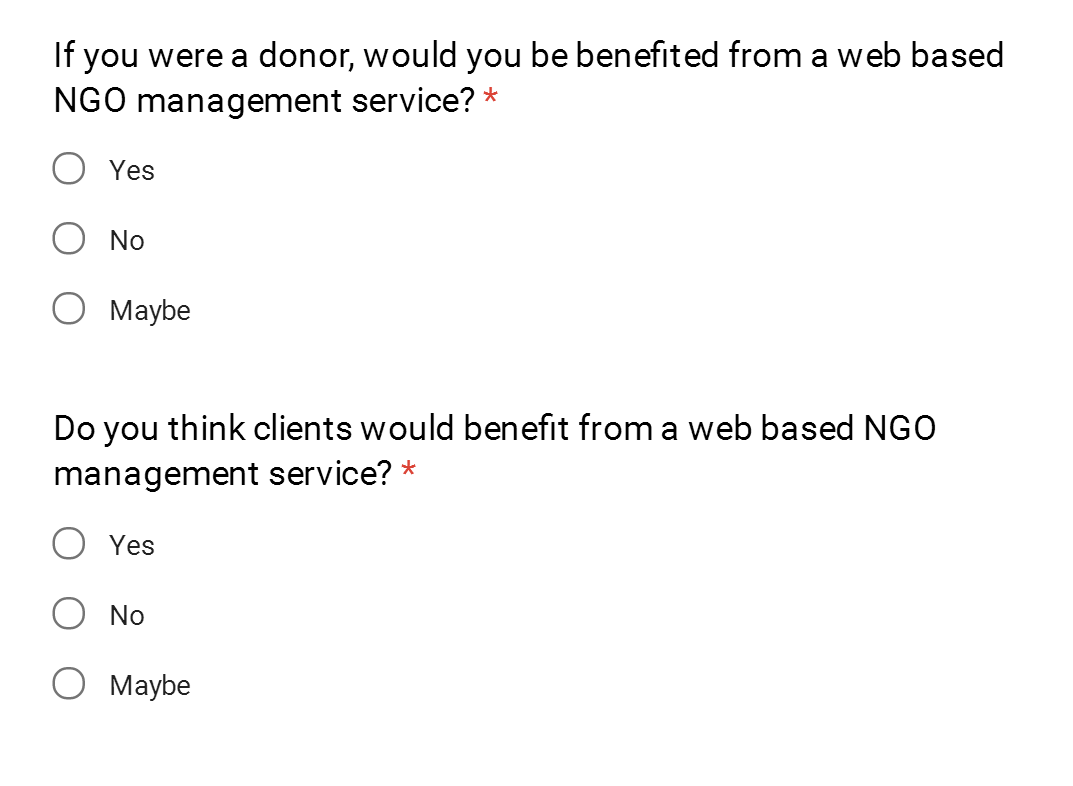 If you were a donor, would you be benefited from a web based
NGO management service? *
Yes
No
Maybe
Do you think clients would benefit from a web based NGO
management service? *
Yes
No
Maybe